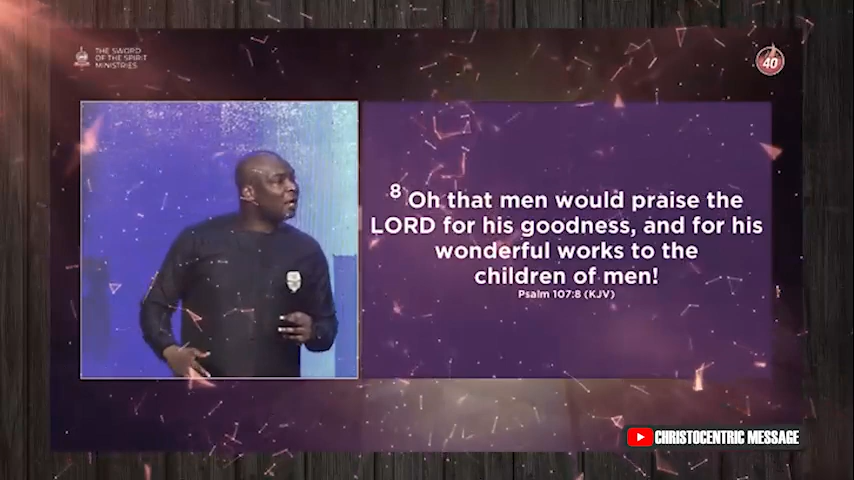 THE SWORD
OF THE SPIRIT
MINISTRIES
40
8 Oh that men would praise the
LORD for his goodness, and for his
wonderful works to the
children of men!
Psalm 107:8 (KJV)
CHRISTOCENTRIC MESSAGE